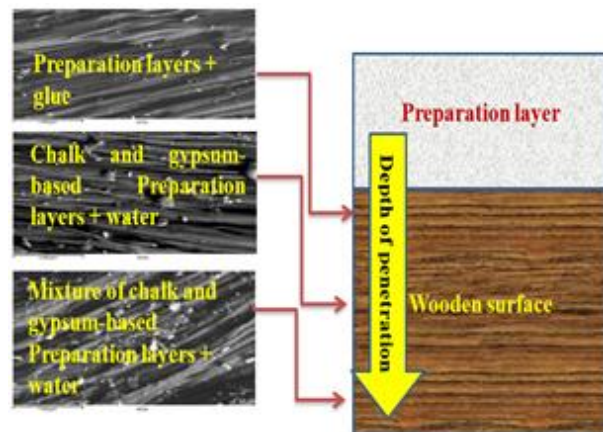 Preparation layers +
glue
Chalk and gypsum-
based Preparation
layers + water
Mixture of chalk and
gypsum-based
Preparation layers +
water
Preparation layer
Depth of penetration
Wooden surface